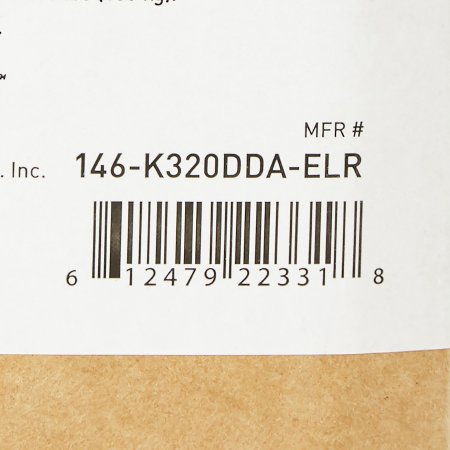 MFR #
. Inc. 146-K320DDA-ELR
6 12479 22331 8